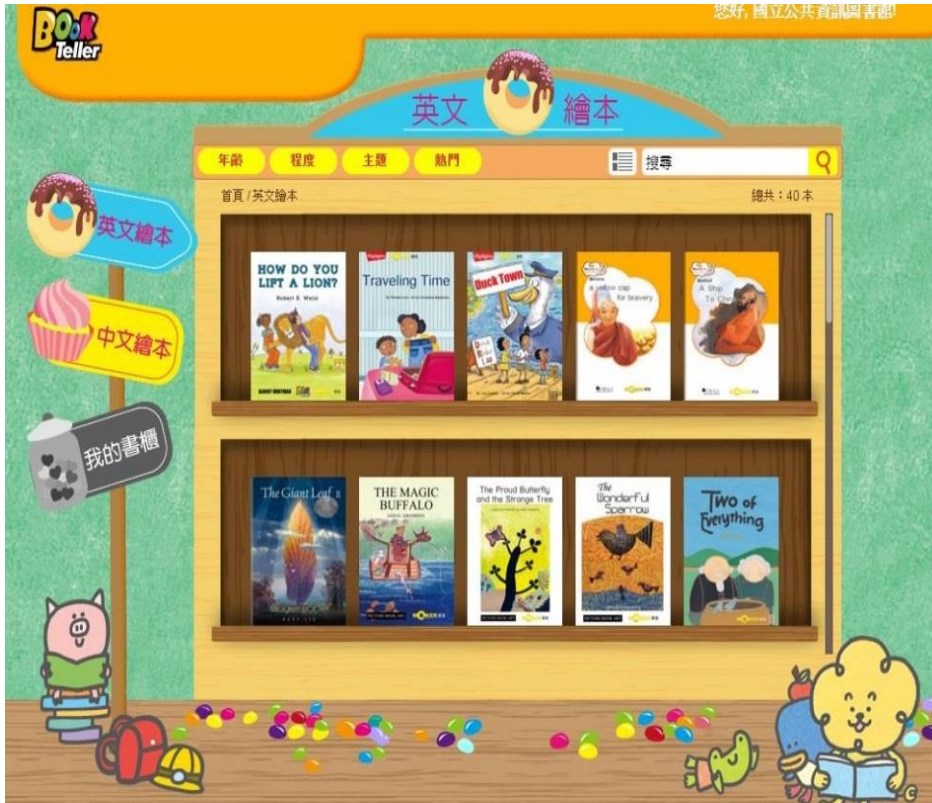 BOOK
Teller
您好, 國立公共資訊圖書館!
英文 繪本
年齡 程度 主題 熱門 搜尋
首頁 / 英文繪本 總共：40 本
英文繪本
中文繪本
我的書櫃
HOW DO YOU
LIFT A LION?
Robert E. Wells
Traveling Time
Duck Town
a yellow cap
for bravery
A Ship
To
The Giant Leaf II
THE MAGIC
BUFFALO
The Proud Butterfly
and the Strange Tree
The
Wonderful
Sparrow
Two of
Everything